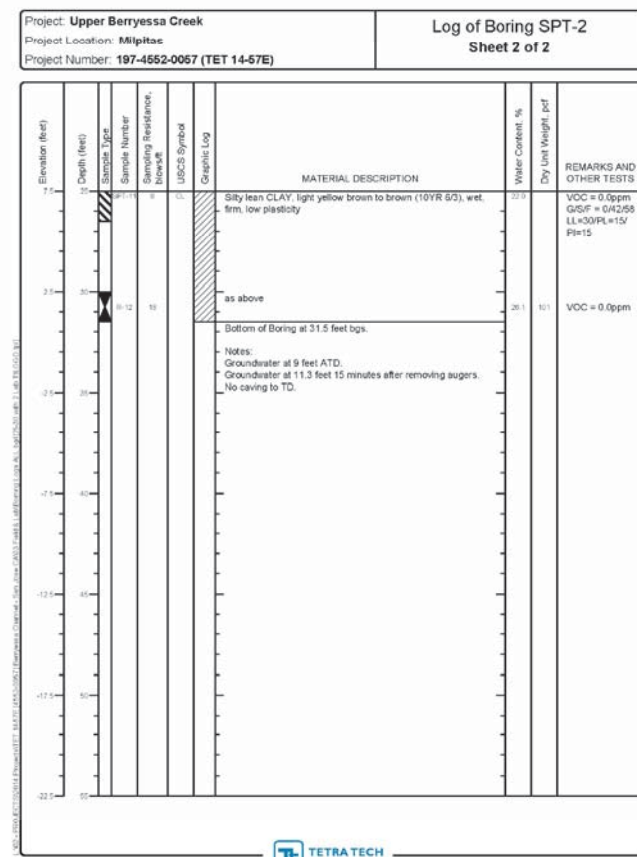 Project: Upper Berryessa Creek
Project Location: Milpitas
Project Number: 197-4552-0057 (TET 14-57E)
Log of Boring SPT-2
Sheet 2 of 2
Elevation (feet)
Depth (feet)
Sample Type
Sample Number
Sampling Resistance,
blows/ft
USCS Symbol
Graphic Log
MATERIAL DESCRIPTION
Water Content, %
Dry Unit Weight, pcf
REMARKS AND
OTHER TESTS
7.5 25 SPT-11 CL Silty lean CLAY, light yellow brown to brown (10YR 6/3), wet, VOC = 0.0ppm
firm, low plasticity G/S/F = 0/42/58
LL=30/PL=15/
PI=15
2.5 30
as above
R-12 101 VOC = 0.0ppm
Bottom of Boring at 31.5 feet bgs.
Notes:
Groundwater at 9 feet ATD.
Groundwater at 11.3 feet 15 minutes after removing augers.
No caving to TD.
-2.5 35
-7.5 40
-12.5 45
-17.5 50
-22.5 55
TETRA TECH